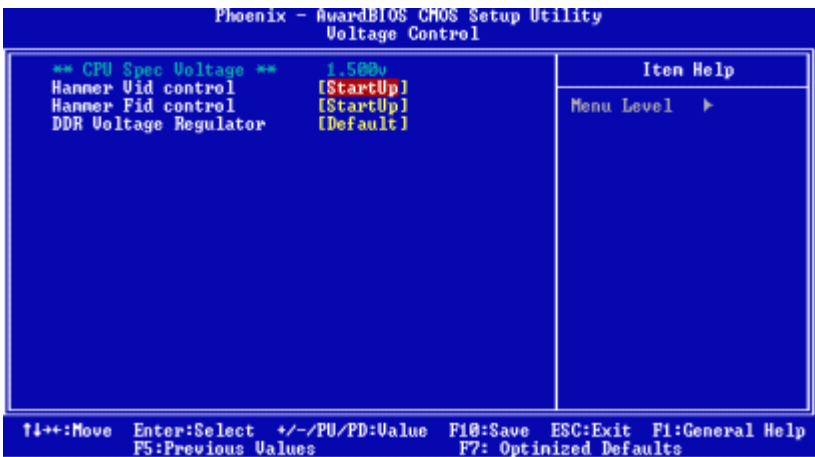 Phoenix - AwardBIOS CMOS Setup Utility
Voltage Control
** CPU Spec Voltage ** 1.500v
Hammer Vid control [StartUp]
Hammer Fid control [StartUp]
DDR Voltage Regulator [Default]
Item Help
Menu Level ►
↑↓→←:Move Enter:Select +/-/PU/PD:Value F10:Save ESC:Exit F1:General Help
F5:Previous Values F7: Optimized Defaults